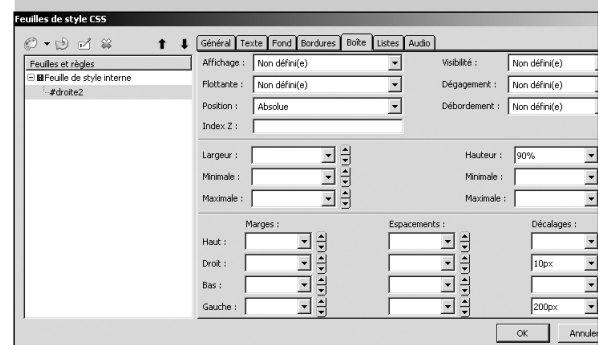 Feuilles de style CSS
Général Texte Fond Bordures Boîte Listes Audio
Feuilles et règles
Feuille de style interne
#droite2
Affichage : Non défini(e) Visibilité : Non défini(e)
Flottante : Non défini(e) Dégagement : Non défini(e)
Position : Absolue Débordement : Non défini(e)
Index Z :
Largeur : Hauteur : 90%
Minimale : Minimale :
Maximale : Maximale :
Marges : Espacements : Décalages :
Haut :
Droit : 10px
Bas :
Gauche : 200px
OK Annuler